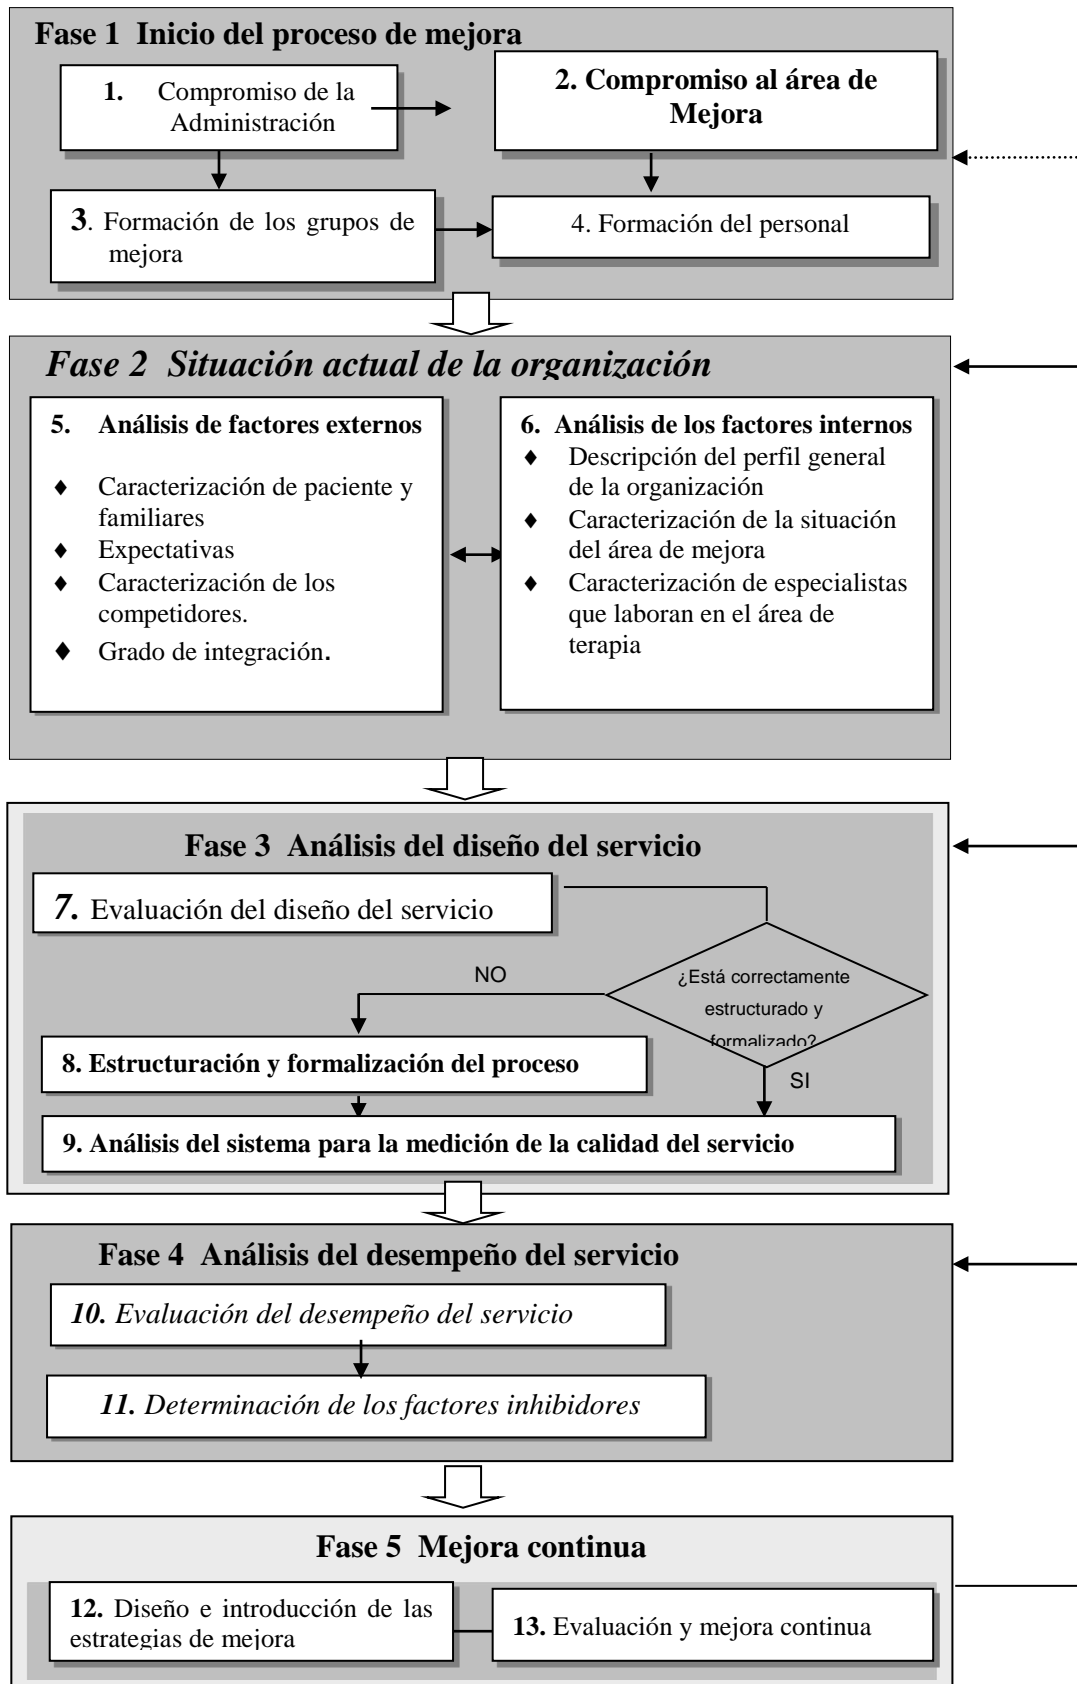 Fase 1  Inicio del proceso de mejora
1. Compromiso de la
Administración
2. Compromiso al área de
Mejora
3. Formación de los grupos de
mejora
4. Formación del personal
Fase 2  Situación actual de la organización
5. Análisis de factores externos
♦ Caracterización de paciente y
familiares
♦ Expectativas
♦ Caracterización de los
competidores.
♦ Grado de integración.
6. Análisis de los factores internos
♦ Descripción del perfil general
de la organización
♦ Caracterización de la situación
del área de mejora
♦ Caracterización de especialistas
que laboran en el área de
terapia
Fase 3  Análisis del diseño del servicio
7. Evaluación del diseño del servicio
¿Está correctamente
estructurado y
formalizado?
NO
8. Estructuración y formalización del proceso
SI
9. Análisis del sistema para la medición de la calidad del servicio
Fase 4  Análisis del desempeño del servicio
10. Evaluación del desempeño del servicio
11. Determinación de los factores inhibidores
Fase 5  Mejora continua
12. Diseño e introducción de las
estrategias de mejora
13. Evaluación y mejora continua